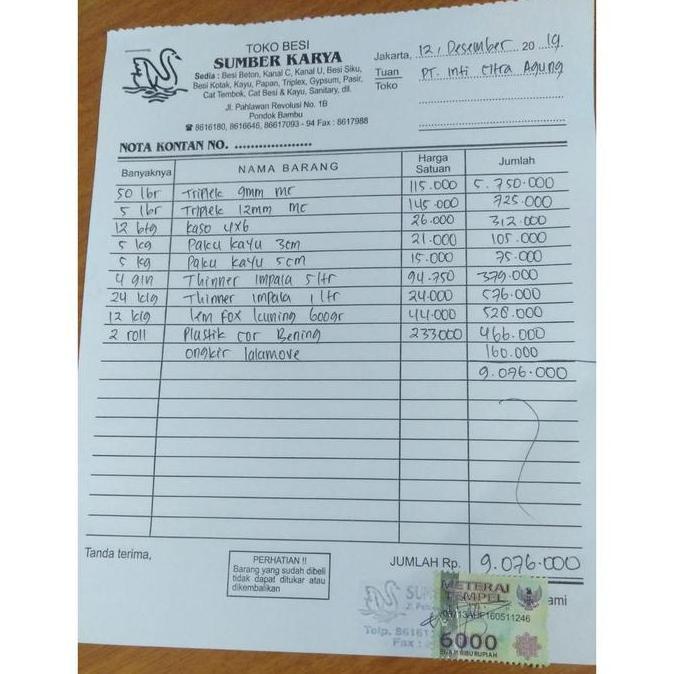 TOKO BESI
SUMBER KARYA
Sedia : Besi Beton, Kanal C, Kanal U, Besi Siku,
Besi Kotak, Kayu, Papan, Triplex, Gypsum, Pasir,
Cat Tembok, Cat Besi & Kayu, Sanitary, dll.
Jl. Pahlawan Revolusi No. 1B
Pondok Bambu
☎ 8616180, 8616646, 86617093 - 94 Fax : 8617988
Jakarta, 12, Desember 20 19
Tuan PT. Inti Citra Agung
Toko
NOTA KONTAN NO. ....................
Banyaknya NAMA BARANG Harga Satuan Jumlah
50 lbr Triplek 9mm mc 115.000 5.750.000
5 lbr Triplek 12mm mc 145.000 725.000
12 btg kaso 4x6 26.000 312.000
5 kg Paku kayu 3cm 21.000 105.000
5 kg Paku kayu 5cm 15.000 75.000
4 gln Thinner Impala 5 ltr 94.750 379.000
24 klg Thinner Impala 1 ltr 24.000 576.000
12 klg lem fox kuning 600gr 44.000 528.000
2 roll Plastik cor Bening 233000 466.000
ongkir lalamove 160.000
9.076.000
Tanda terima,
PERHATIAN !!
Barang yang sudah dibeli
tidak dapat ditukar atau
dikembalikan
JUMLAH Rp. 9.076.000
ami
METERAI
TEMPEL
160511246
6000
ENAM RIBU RUPIAH
Telp. 8616
Fax :